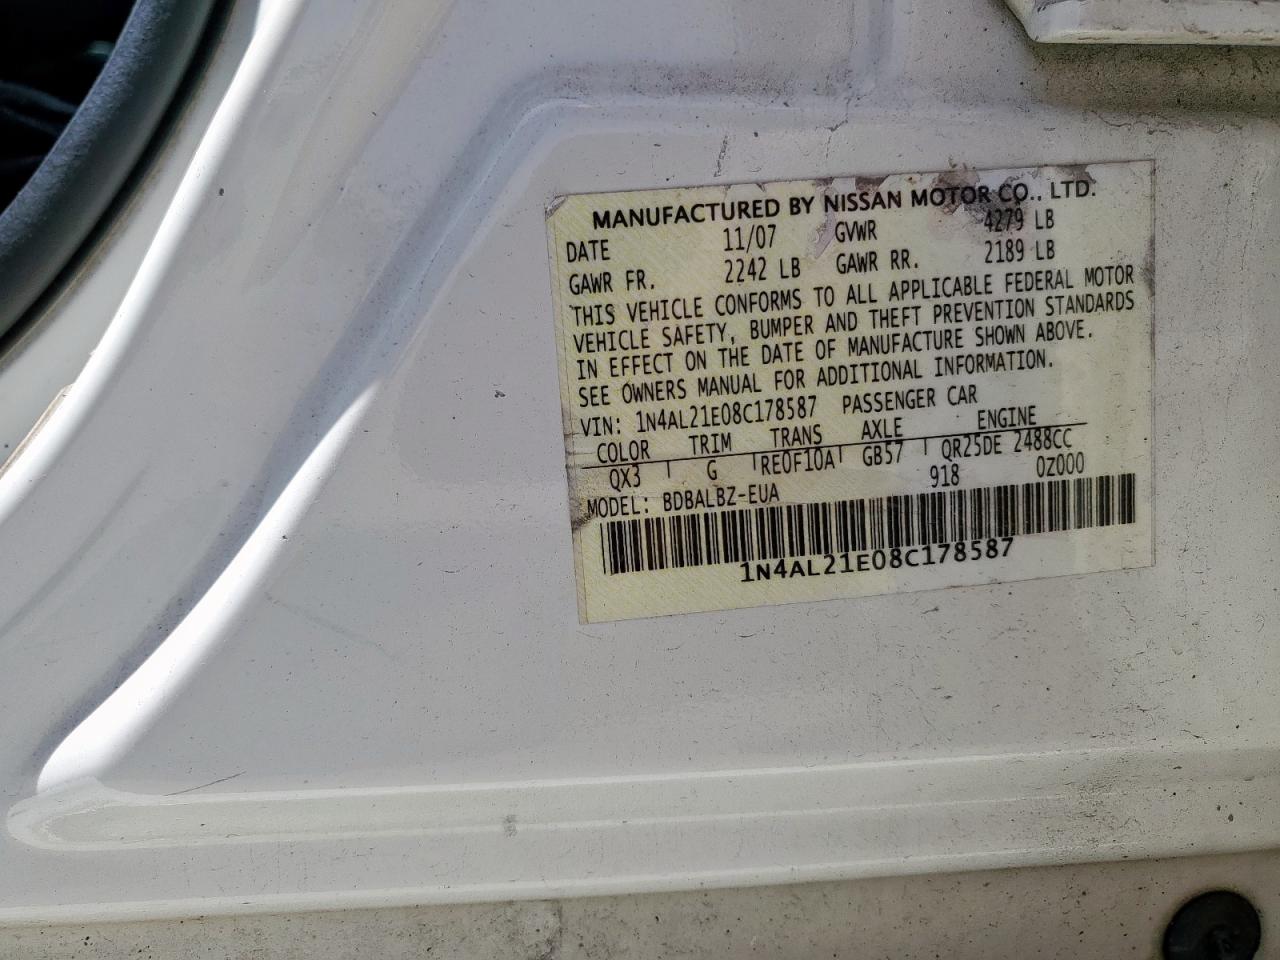 MANUFACTURED BY NISSAN MOTOR CO., LTD.
DATE 11/07 GVWR 4279 LB
GAWR FR. 2242 LB GAWR RR. 2189 LB
THIS VEHICLE CONFORMS TO ALL APPLICABLE FEDERAL MOTOR
VEHICLE SAFETY, BUMPER AND THEFT PREVENTION STANDARDS
IN EFFECT ON THE DATE OF MANUFACTURE SHOWN ABOVE.
SEE OWNERS MANUAL FOR ADDITIONAL INFORMATION.
VIN: 1N4AL21E08C178587 PASSENGER CAR
COLOR TRIM TRANS AXLE ENGINE
QX3 G RE0F10A GB57 QR25DE 2488CC
918 0Z000
MODEL: BDBALBZ-EUA
1N4AL21E08C178587